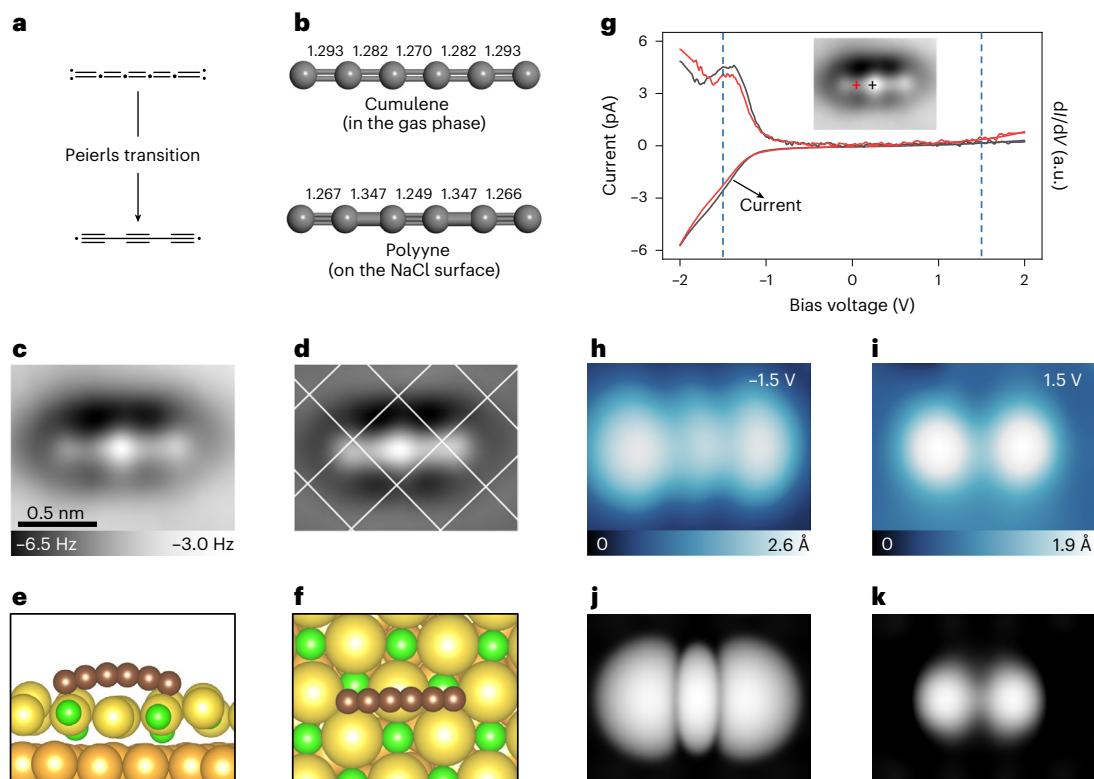 a
Peierls transition
b
1.293 1.282 1.270 1.282 1.293
Cumulene
(in the gas phase)
1.267 1.347 1.249 1.347 1.266
Polyyne
(on the NaCl surface)
g
6
3
0
−3
−6
Current (pA)
dI/dV (a.u.)
Current
−2 −1 0 1 2
Bias voltage (V)
c
0.5 nm
−6.5 Hz −3.0 Hz
d
h
−1.5 V
0 2.6 Å
i
1.5 V
0 1.9 Å
e
f
j
k